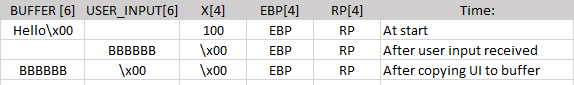 BUFFER [6] USER_INPUT[6] X[4] EBP[4] RP[4] Time:
Hello\x00 100 EBP RP At start
BBBBBB \x00 EBP RP After user input received
BBBBBB \x00 \x00 EBP RP After copying UI to buffer